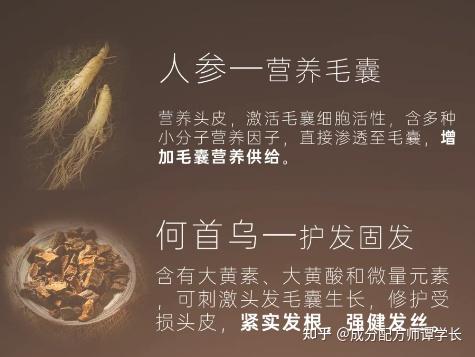 人参—营养毛囊
营养头皮，激活毛襄细胞活性，含多种
小分子营养因子，直接渗透至毛囊，增
加毛囊营养供给。
何首乌—护发固发
含有大黄素、大黄酸和微量元素
，可刺激头发毛囊生长，修护受
损头皮，紧实发根，强健发丝。
知乎 @成分配方师谭学长